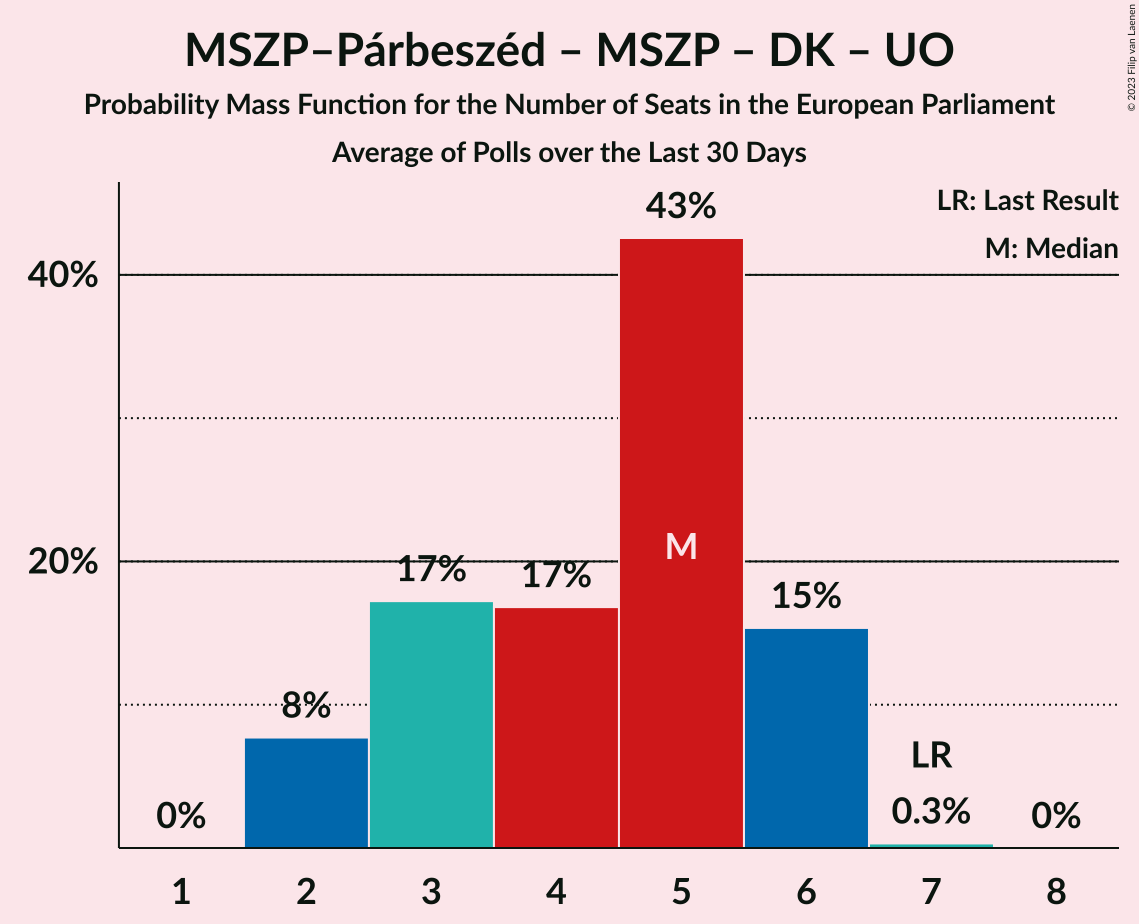 MSZP–Párbeszéd – MSZP – DK – UO
Probability Mass Function for the Number of Seats in the European Parliament
Average of Polls over the Last 30 Days
© 2023 Filip van Laenen
LR: Last Result
M: Median
43%
40%
M
20%
17%
17%
15%
8%
LR
0%
0.3%
0%
1 2 3 4 5 6 7 8